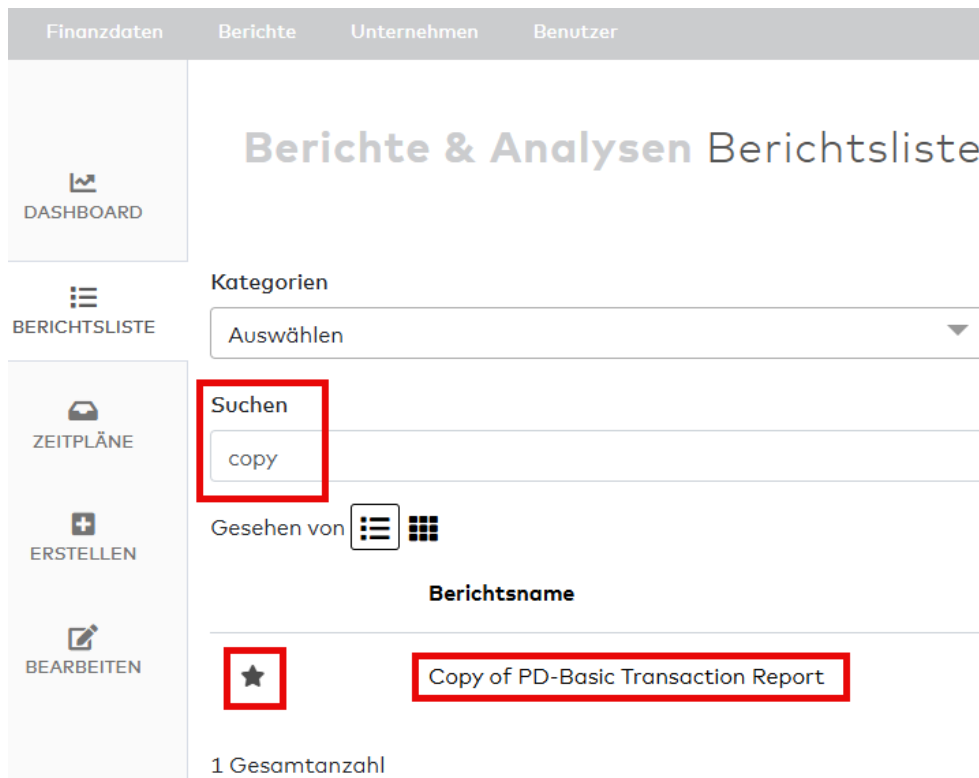 Finanzdaten Berichte Unternehmen Benutzer
Berichte & Analysen Berichtsliste
DASHBOARD
BERICHTSLISTE
ZEITPLÄNE
ERSTELLEN
BEARBEITEN
Kategorien
Auswählen
Suchen
copy
Gesehen von
Berichtsname
Copy of PD-Basic Transaction Report
1 Gesamtanzahl